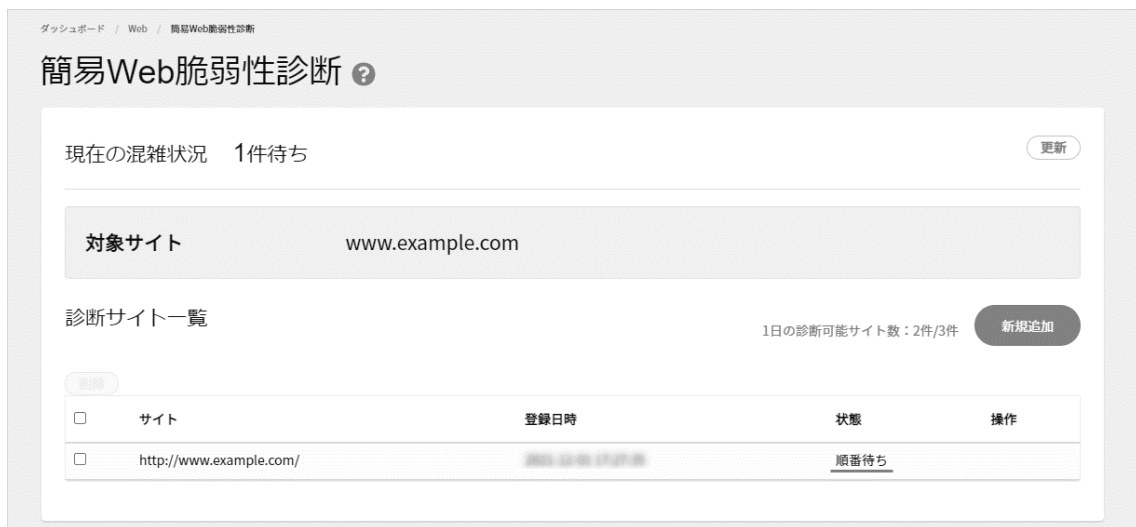 ダッシュボード / Web / 簡易Web脆弱性診断
簡易Web脆弱性診断 ?
現在の混雑状況 1件待ち 更新
対象サイト www.example.com
診断サイト一覧 1日の診断可能サイト数：2件/3件 新規追加
削除
サイト 登録日時 状態 操作
http://www.example.com/ 順番待ち